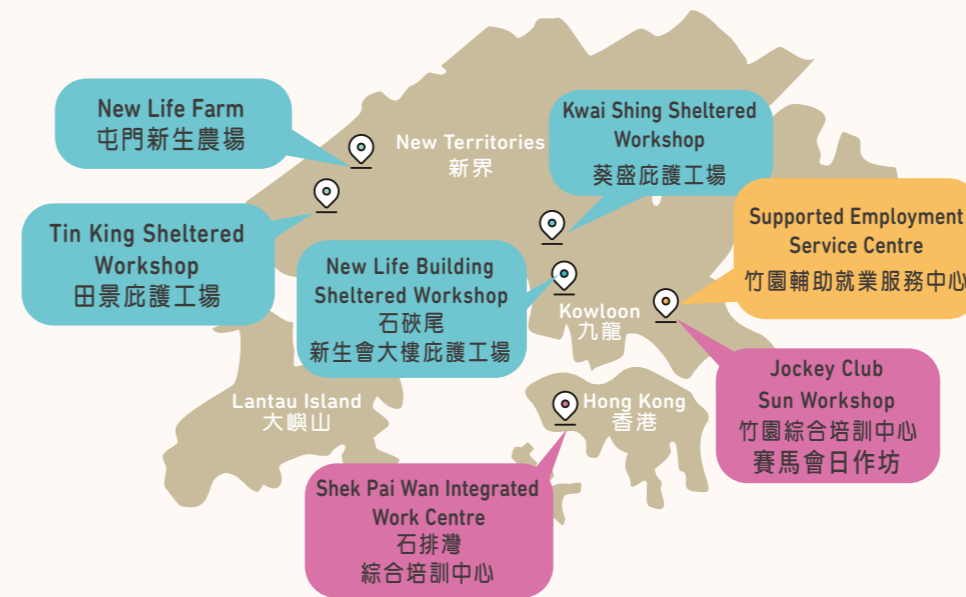 New Life Farm
屯門新生農場
New Territories
新界
Kwai Shing Sheltered
Workshop
葵盛庇護工場
Tin King Sheltered
Workshop
田景庇護工場
New Life Building
Sheltered Workshop
石硤尾
新生會大樓庇護工場
Supported Employment
Service Centre
竹園輔助就業服務中心
Kowloon
九龍
Jockey Club
Sun Workshop
竹園綜合培訓中心
賽馬會日作坊
Lantau Island
大嶼山
Hong Kong
香港
Shek Pai Wan Integrated
Work Centre
石排灣
綜合培訓中心